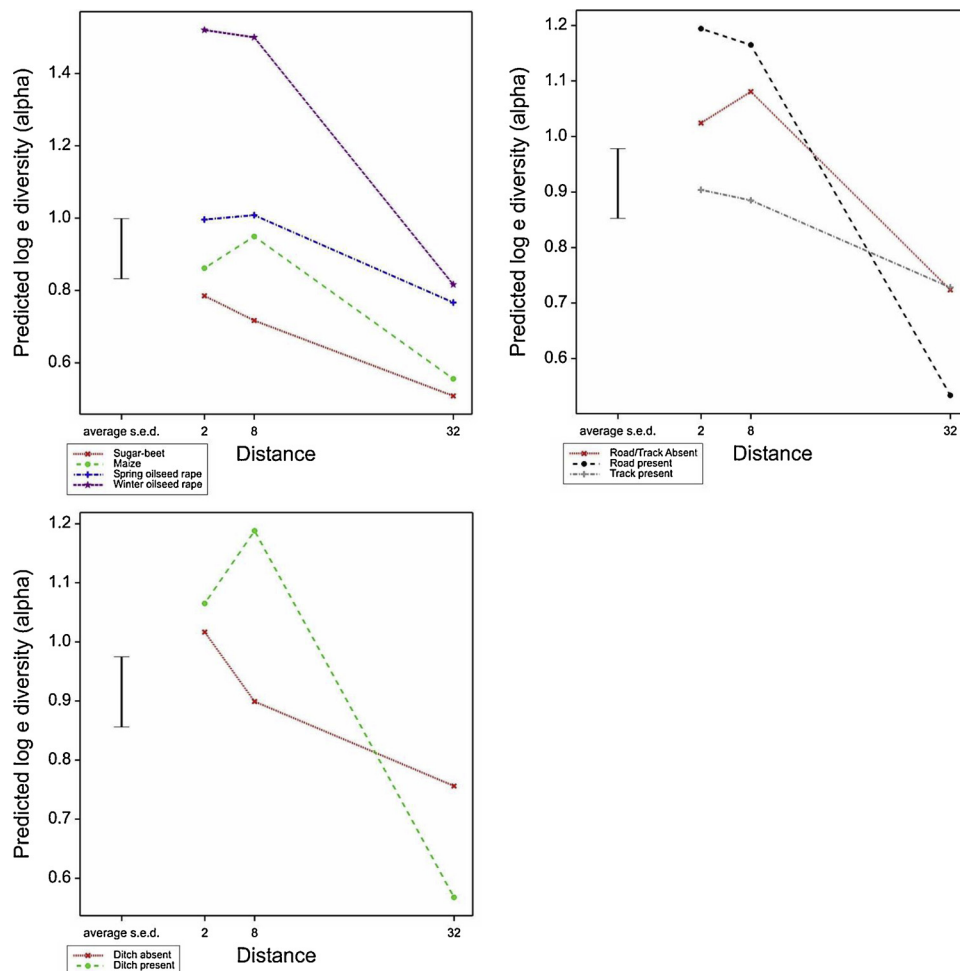 Predicted log e diversity (alpha)
1.4
1.2
1.0
0.8
0.6
average s.e.d.
2
8
32
Distance
Sugar-beet
Maize
Spring oilseed rape
Winter oilseed rape
Predicted log e diversity (alpha)
1.2
1.1
1.0
0.9
0.8
0.7
0.6
average s.e.d.
2
8
32
Distance
Road/Track Absent
Road present
Track present
Predicted log e diversity (alpha)
1.2
1.1
1.0
0.9
0.8
0.7
0.6
average s.e.d.
2
8
32
Distance
Ditch absent
Ditch present